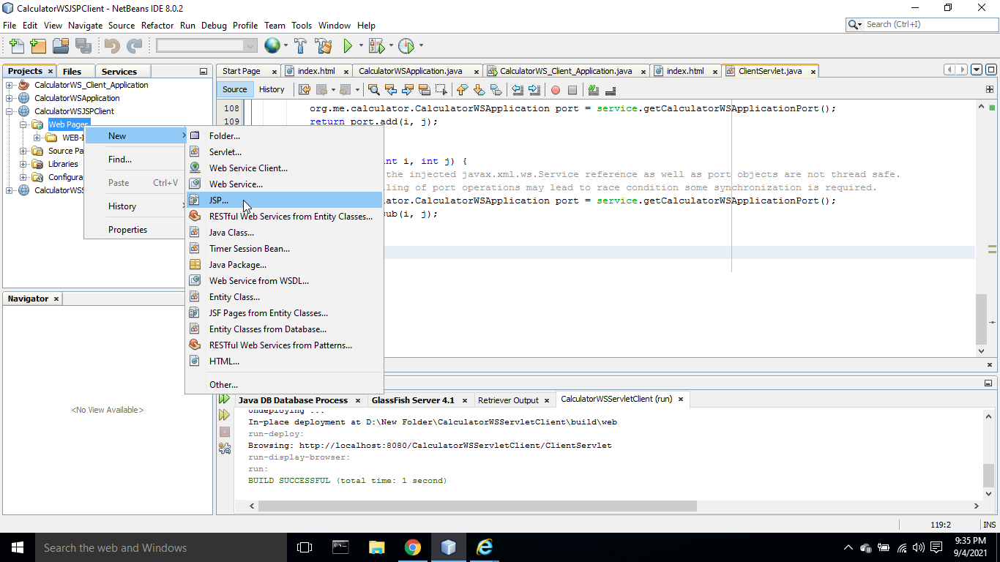 CalculatorWSJSPClient - NetBeans IDE 8.0.2
File Edit View Navigate Source Refactor Run Debug Profile Team Tools Window Help
Search (Ctrl+I)
Projects Files Services
Start Page index.html CalculatorWSApplication.java CalculatorWS_Client_Application.java index.html ClientServlet.java
Source History
CalculatorWS_Client_Application
CalculatorWSApplication
CalculatorWSJSPClient
Web Pages
WEB-I
Source Pa
Libraries
Configura
CalculatorWSS
New
Find...
Paste Ctrl+V
History
Properties
Folder...
Servlet...
Web Service Client...
Web Service...
JSP...
RESTful Web Services from Entity Classes...
Java Class...
Timer Session Bean...
Java Package...
Web Service from WSDL...
Entity Class...
JSF Pages from Entity Classes...
Entity Classes from Database...
RESTful Web Services from Patterns...
HTML...
Other...
108 org.me.calculator.CalculatorWSApplication port = service.getCalculatorWSApplicationPort();
109 return port.add(i, j);
int i, int j) {
the injected javax.xml.ws.Service reference as well as port objects are not thread safe.
ling of port operations may lead to race condition some synchronization is required.
ator.CalculatorWSApplication port = service.getCalculatorWSApplicationPort();
sub(i, j);
Navigator
<No View Available>
Java DB Database Process GlassFish Server 4.1 Retriever Output CalculatorWSServletClient (run)
Undeploying ...
In-place deployment at D:\New Folder\CalculatorWSServletClient\build\web
run-deploy:
Browsing: http://localhost:8080/CalculatorWSServletClient/ClientServlet
run-display-browser:
run:
BUILD SUCCESSFUL (total time: 1 second)
119:2 INS
Search the web and Windows
9:35 PM
9/4/2021